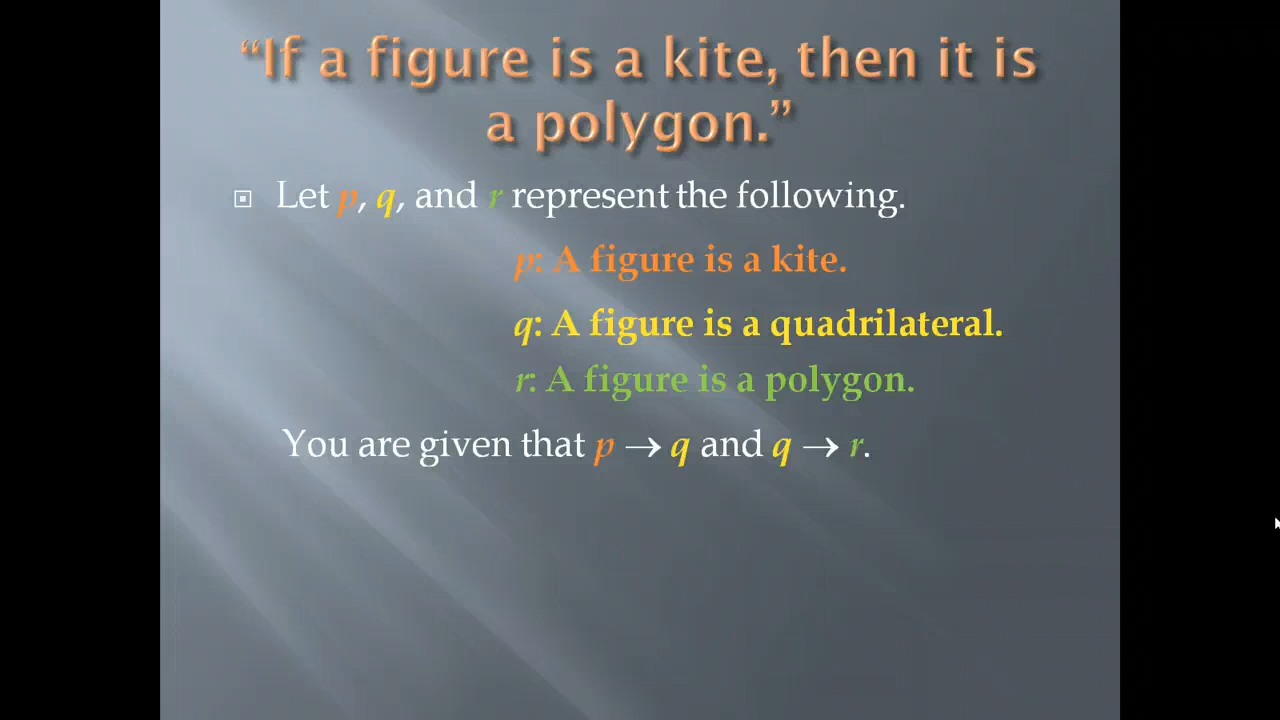 “If a figure is a kite, then it is
a polygon.”
Let p, q, and r represent the following.
p: A figure is a kite.
q: A figure is a quadrilateral.
r: A figure is a polygon.
You are given that p → q and q → r.